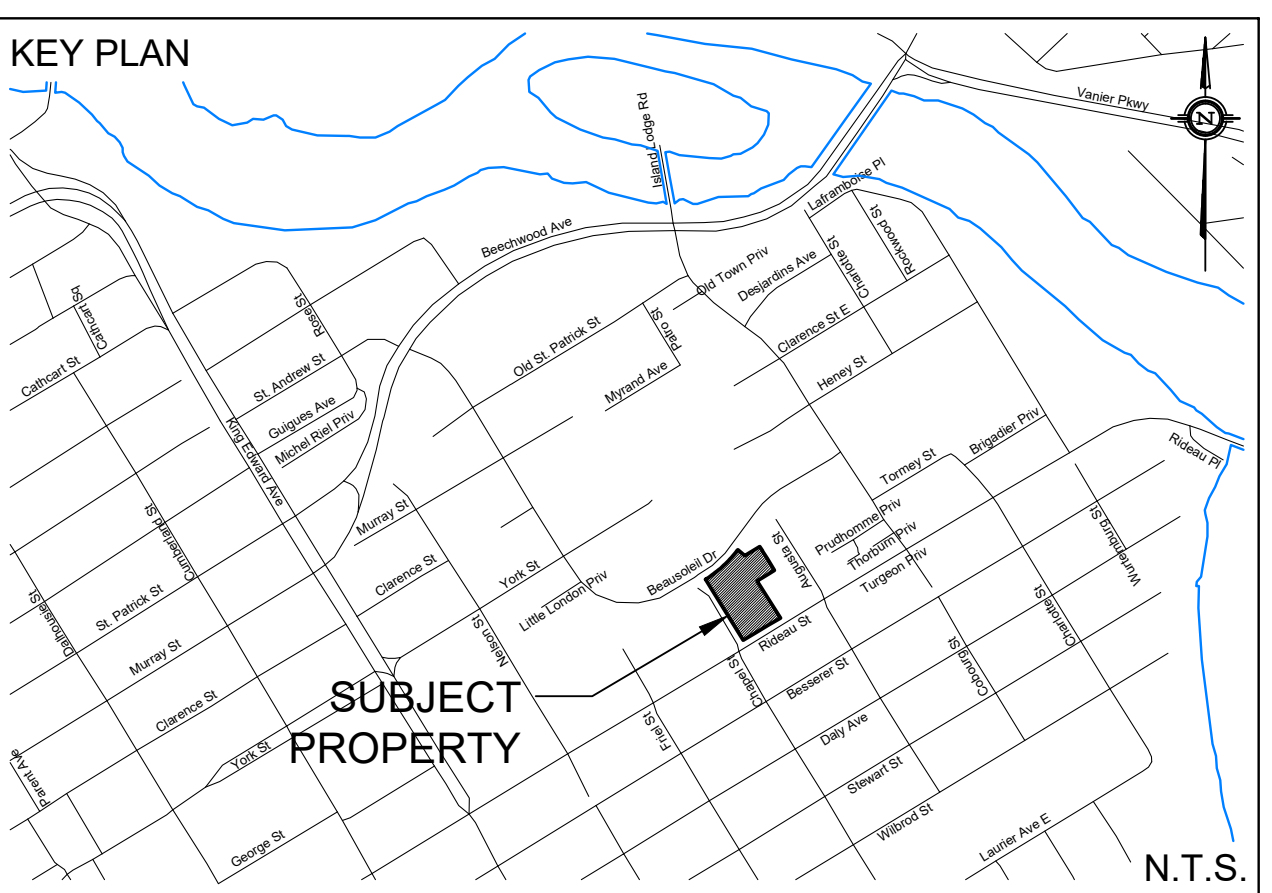 KEY PLAN
Vanier Pkwy
N
Island Lodge Rd
Laframboise Pl
Beechwood Ave
Rockwood St
Charlotte St
Old Town Priv
Desjardins Ave
Cathcart Sq
Rose St
Patro St
Clarence St E
Old St. Patrick St
Cathcart St
St. Andrew St
Myrand Ave
Heney St
Guigues Ave
Michel Riel Priv
King Edward Ave
Brigadier Priv
Rideau Pl
Tormey St
Murray St
Cumberland St
Wurtemburg St
Prudhomme Priv
Thorburn Priv
Augusta St
Clarence St
York St
Beausoleil Dr
Turgeon Priv
Little London Priv
St. Patrick St
Dalhousie St
Nelson St
Rideau St
Charlotte St
Murray St
Besserer St
Cobourg St
Chapel St
SUBJECT
PROPERTY
Clarence St
Friel St
Daly Ave
York St
Stewart St
Parent Ave
Wilbrod St
George St
Laurier Ave E
N.T.S.